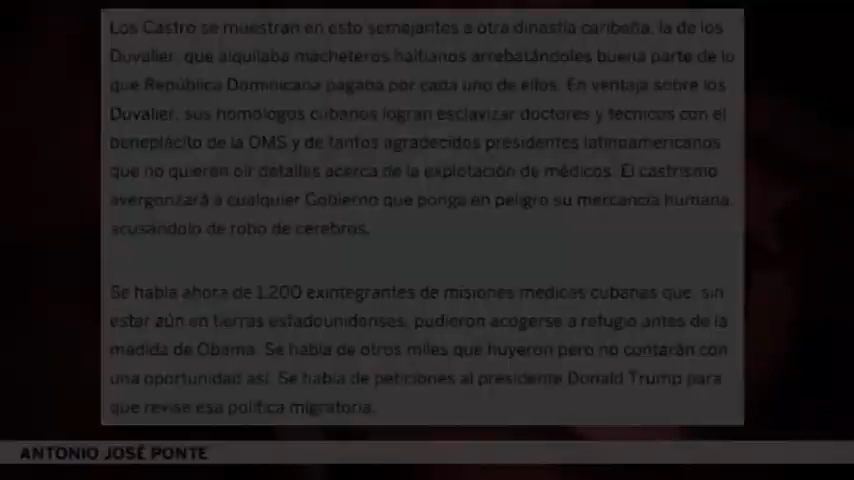 Los Castro se muestran en esto semejantes a otra dinastía caribeña, la de los
Duvalier, que alquilaba macheteros haitianos arrebatándoles buena parte de lo
que República Dominicana pagaba por cada uno de ellos. En ventaja sobre los
Duvalier, sus homólogos cubanos logran esclavizar doctores y técnicos con el
beneplácito de la OMS y de tantos agradecidos presidentes latinoamericanos
que no quieren oír detalles acerca de la explotación de médicos. El castrismo
avergonzará a cualquier Gobierno que ponga en peligro su mercancía humana,
acusándolo de robo de cerebros.
Se habla ahora de 1.200 exintegrantes de misiones médicas cubanas que, sin
estar aún en tierras estadounidenses, pudieron acogerse a refugio antes de la
medida de Obama. Se habla de otros miles que huyeron pero no contarán con
una oportunidad así. Se habla de peticiones al presidente Donald Trump para
que revise esa política migratoria.
ANTONIO JOSÉ PONTE